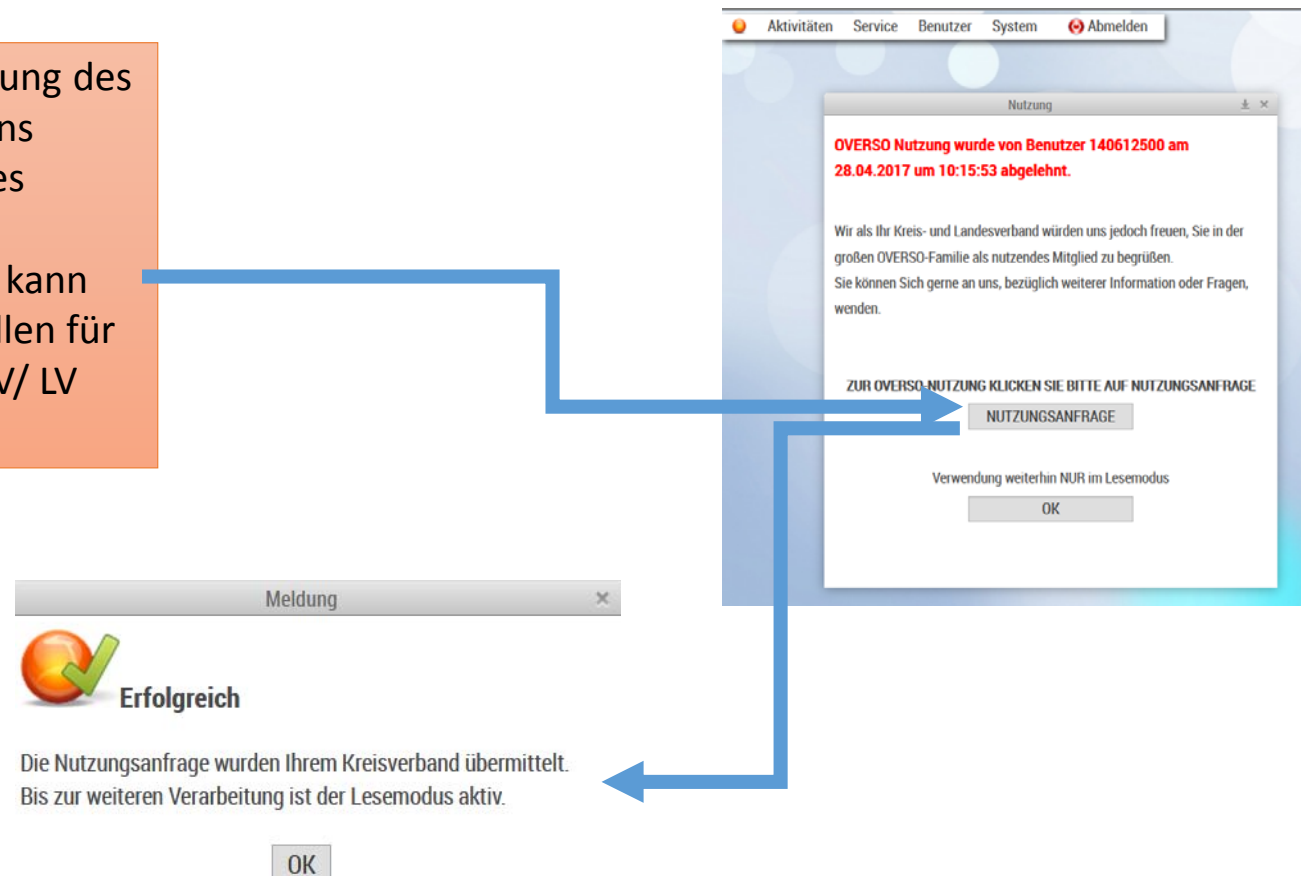 Aktivitäten Service Benutzer System Abmelden
ung des
ns
es
kann
llen für
V/ LV
Nutzung
OVERSO Nutzung wurde von Benutzer 140612500 am
28.04.2017 um 10:15:53 abgelehnt.
Wir als Ihr Kreis- und Landesverband würden uns jedoch freuen, Sie in der
großen OVERSO-Familie als nutzendes Mitglied zu begrüßen.
Sie können Sich gerne an uns, bezüglich weiterer Information oder Fragen,
wenden.
ZUR OVERSO-NUTZUNG KLICKEN SIE BITTE AUF NUTZUNGSANFRAGE
NUTZUNGSANFRAGE
Verwendung weiterhin NUR im Lesemodus
OK
Meldung
Erfolgreich
Die Nutzungsanfrage wurden Ihrem Kreisverband übermittelt.
Bis zur weiteren Verarbeitung ist der Lesemodus aktiv.
OK